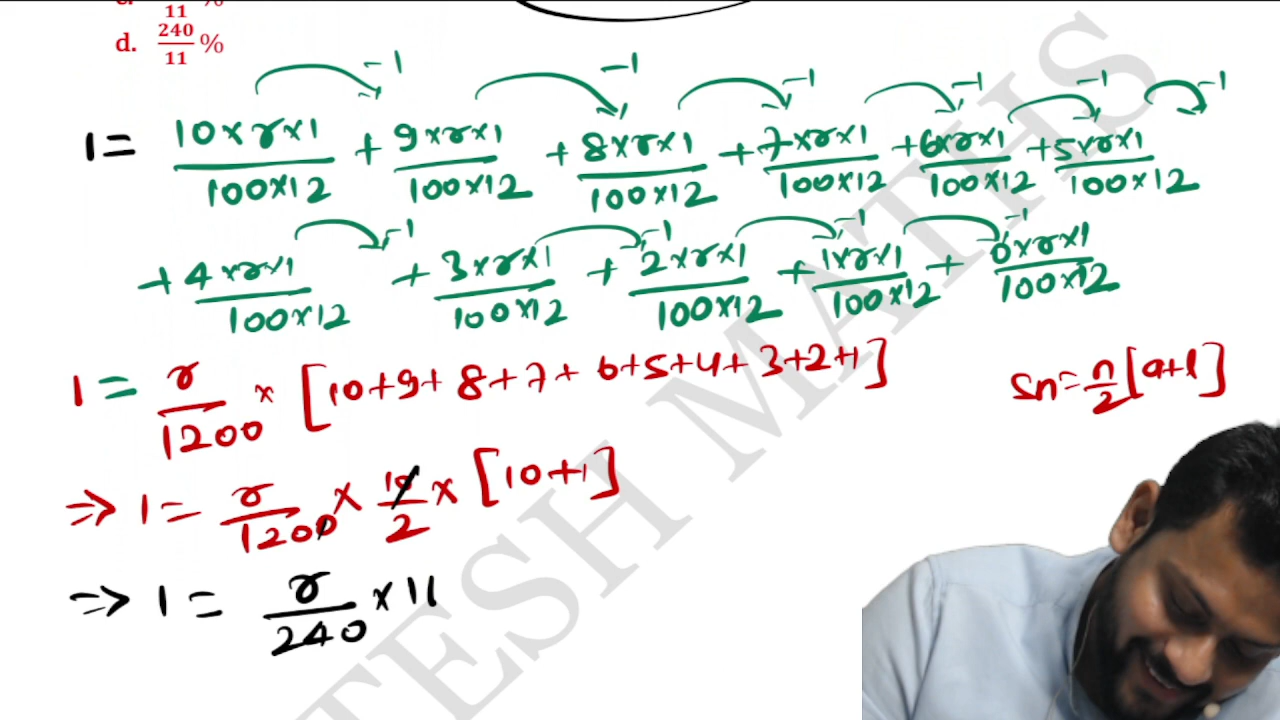 11
d. 240/11 %
-1 -1 -1 -1 -1 -1
1 = 10×r×1/100×12 + 9×r×1/100×12 + 8×r×1/100×12 + 7×r×1/100×12 + 6×r×1/100×12 + 5×r×1/100×12
-1 -1 -1 -1
+ 4×r×1/100×12 + 3×r×1/100×12 + 2×r×1/100×12 + 1×r×1/100×12 + 0×r×1/100×12
1 = r/1200 × [10+9+8+7+6+5+4+3+2+1]
Sn = n/2 [a+l]
⇒ 1 = r/1200 × 10/2 × [10+1]
⇒ 1 = r/240 × 11
TESH MATHS